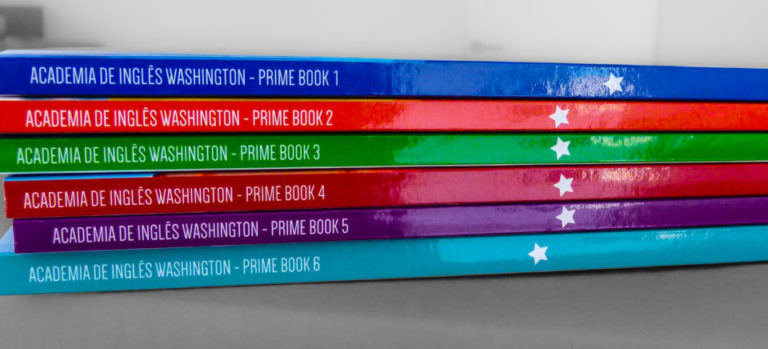 ACADEMIA DE INGLÊS WASHINGTON - PRIME BOOK 1
ACADEMIA DE INGLÊS WASHINGTON - PRIME BOOK 2
ACADEMIA DE INGLÊS WASHINGTON - PRIME BOOK 3
ACADEMIA DE INGLÊS WASHINGTON - PRIME BOOK 4
ACADEMIA DE INGLÊS WASHINGTON - PRIME BOOK 5
ACADEMIA DE INGLÊS WASHINGTON - PRIME BOOK 6